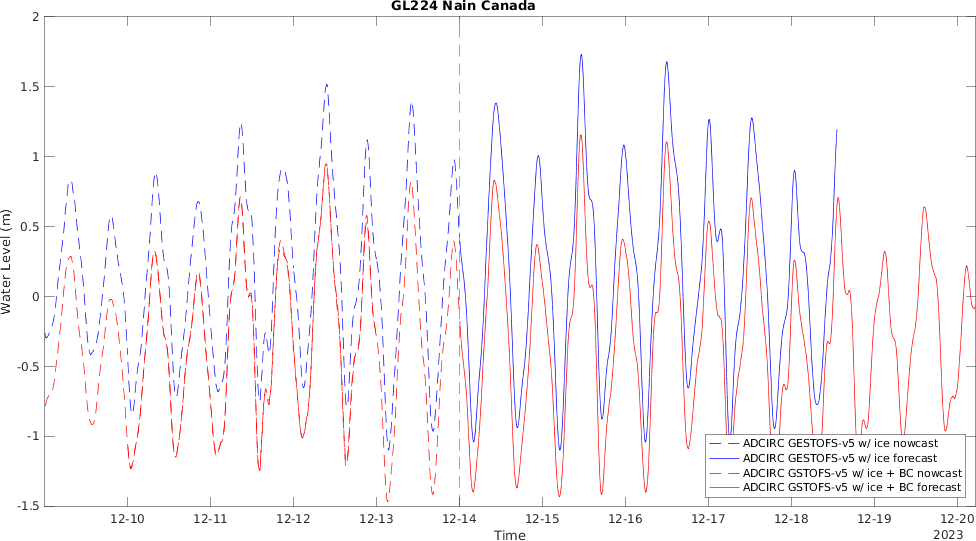 GL224 Nain Canada
2
1.5
1
0.5
0
-0.5
-1
-1.5
Water Level (m)
ADCIRC GESTOFS-v5 w/ ice nowcast
ADCIRC GESTOFS-v5 w/ ice forecast
ADCIRC GSTOFS-v5 w/ ice + BC nowcast
ADCIRC GSTOFS-v5 w/ ice + BC forecast
12-10 12-11 12-12 12-13 12-14 12-15 12-16 12-17 12-18 12-19 12-20
Time
2023